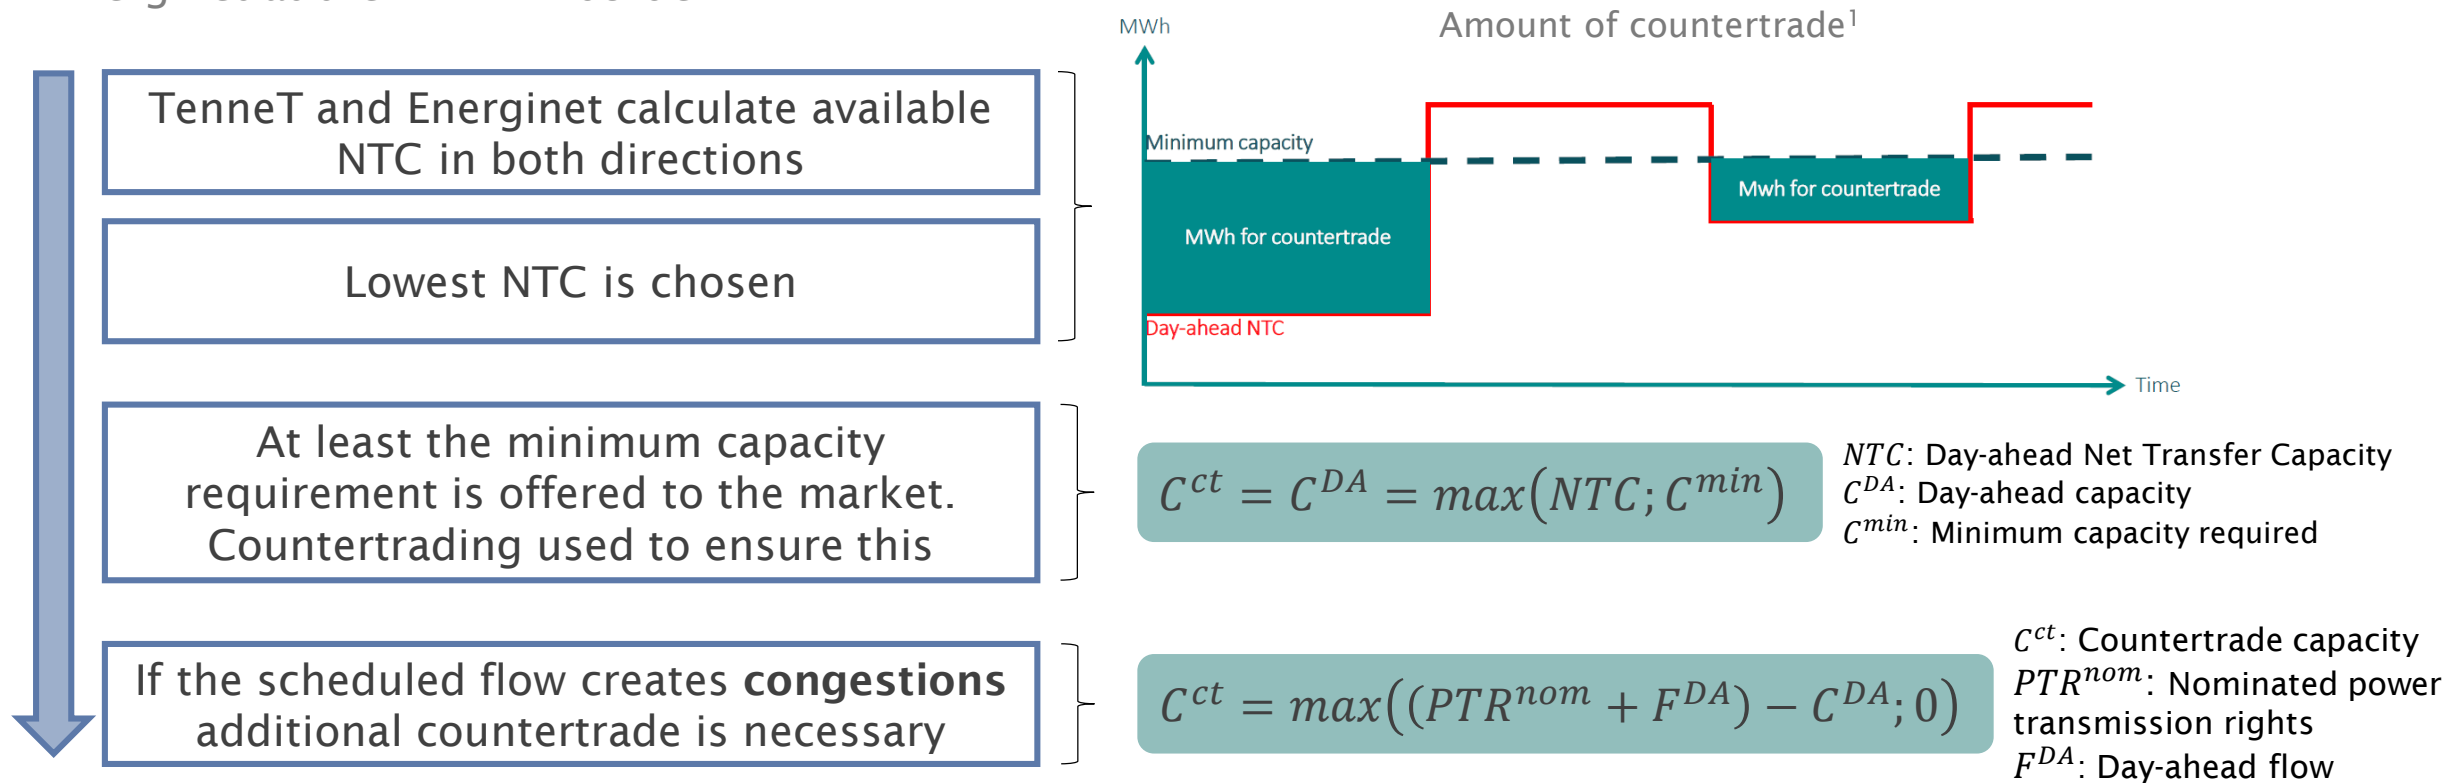 TenneT and Energinet calculate available
NTC in both directions
Lowest NTC is chosen
At least the minimum capacity
requirement is offered to the market.
Countertrading used to ensure this
If the scheduled flow creates congestions
additional countertrade is necessary
Amount of countertrade¹
MWh
Minimum capacity
MWh for countertrade
Mwh for countertrade
Day-ahead NTC
Time
C^{ct} = C^{DA} = max(NTC; C^{min})
NTC: Day-ahead Net Transfer Capacity
C^{DA}: Day-ahead capacity
C^{min}: Minimum capacity required
C^{ct} = max((PTR^{nom} + F^{DA}) − C^{DA}; 0)
C^{ct}: Countertrade capacity
PTR^{nom}: Nominated power
transmission rights
F^{DA}: Day-ahead flow